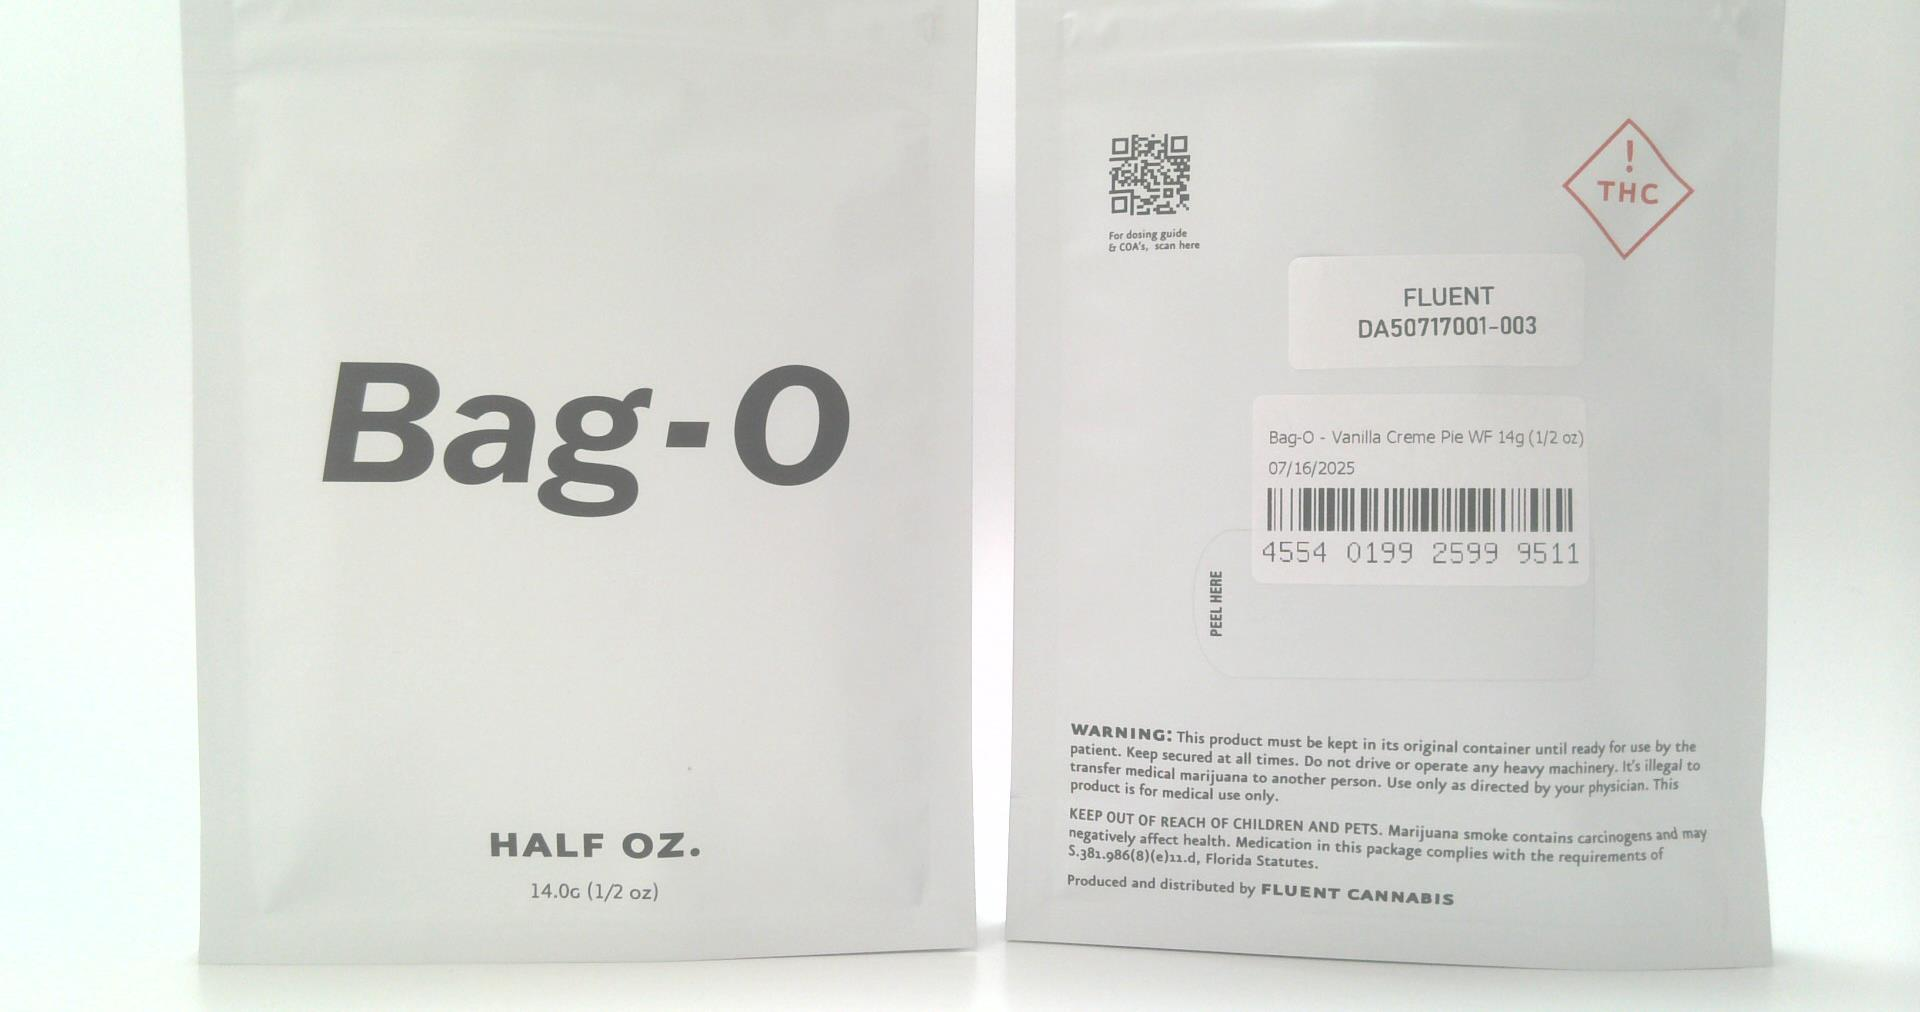 Bag-O
HALF OZ.
14.0G (1/2 oz)
For dosing guide
& COA's, scan here
!
THC
FLUENT
DA50717001-003
Bag-O - Vanilla Creme Pie WF 14g (1/2 oz)
07/16/2025
4554 0199 2599 9511
PEEL HERE
WARNING: This product must be kept in its original container until ready for use by the
patient. Keep secured at all times. Do not drive or operate any heavy machinery. It's illegal to
transfer medical marijuana to another person. Use only as directed by your physician. This
product is for medical use only.
KEEP OUT OF REACH OF CHILDREN AND PETS. Marijuana smoke contains carcinogens and may
negatively affect health. Medication in this package complies with the requirements of
S.381.986(8)(e)11.d, Florida Statutes.
Produced and distributed by FLUENT CANNABIS